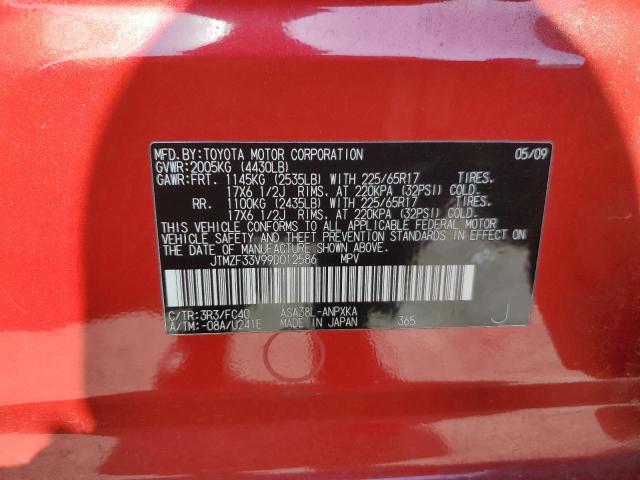 MFD. BY: TOYOTA MOTOR CORPORATION 05/09
GVWR: 2005KG (4430LB)
GAWR: FRT. 1145KG (2535LB) WITH 225/65R17 TIRES.
17X6 1/2J RIMS. AT 220KPA (32PSI) COLD.
RR. 1100KG (2435LB) WITH 225/65R17 TIRES.
17X6 1/2J RIMS. AT 220KPA (32PSI) COLD.
THIS VEHICLE CONFORMS TO ALL APPLICABLE FEDERAL MOTOR
VEHICLE SAFETY AND THEFT PREVENTION STANDARDS IN EFFECT ON
THE DATE OF MANUFACTURE SHOWN ABOVE.
JTMZF33V99D012586 MPV
C/TR: 3R3/FC40 ASA38L-ANPXKA
A/TM: -08A/U241E MADE IN JAPAN 365 J